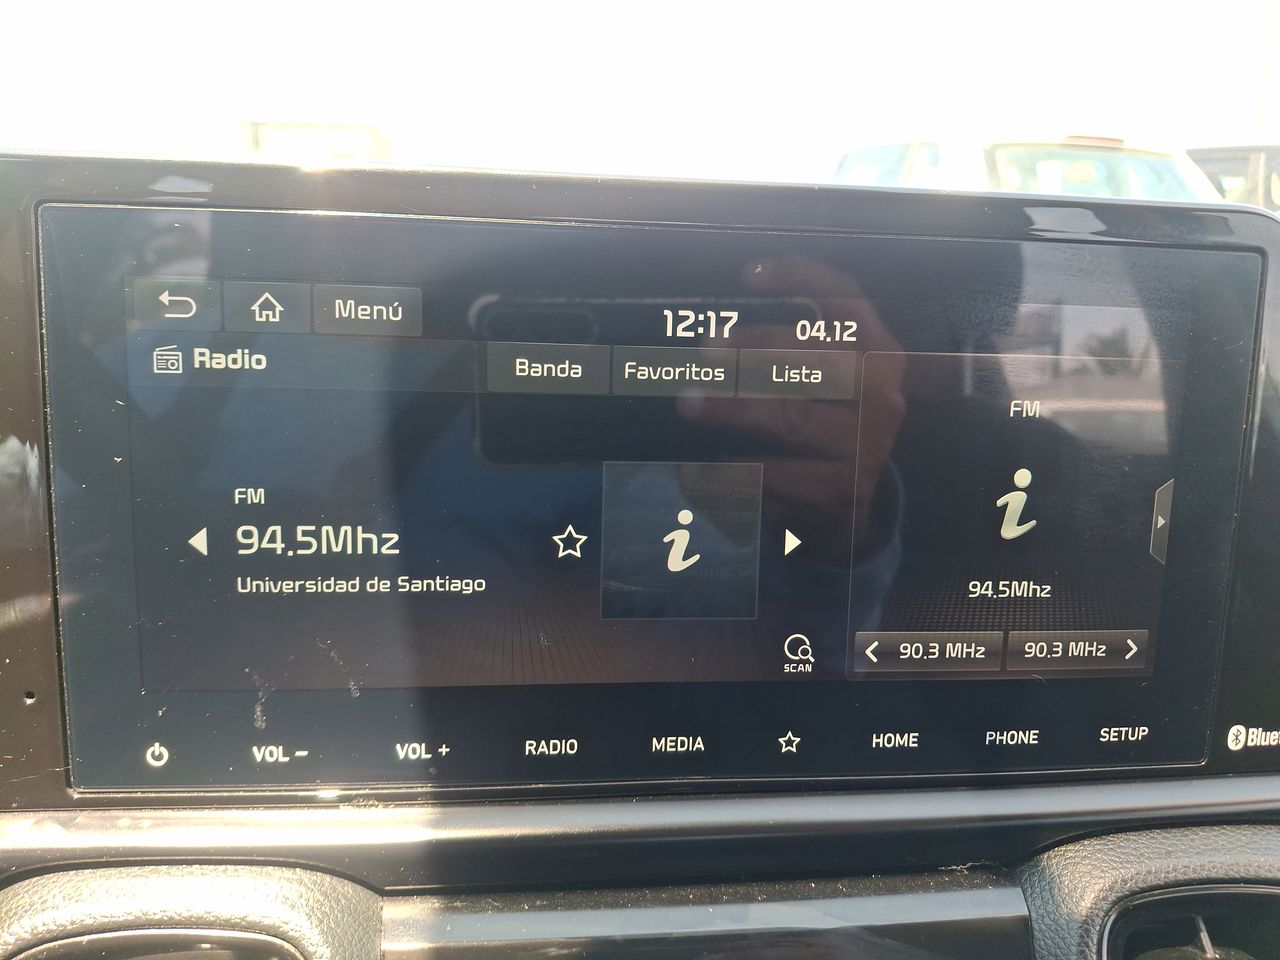 Menú
12:17
04.12
Radio
Banda
Favoritos
Lista
FM
94.5Mhz
Universidad de Santiago
SCAN
FM
94.5Mhz
90.3 MHz
90.3 MHz
VOL −
VOL +
RADIO
MEDIA
HOME
PHONE
SETUP